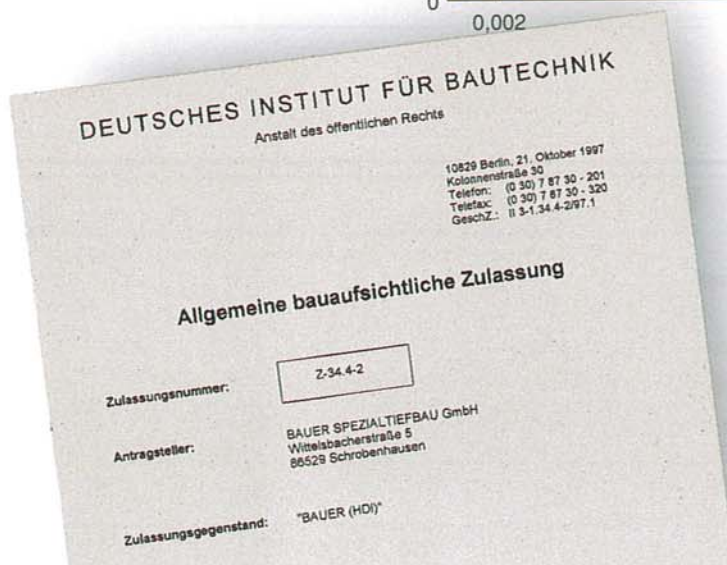 0
0,002
DEUTSCHES INSTITUT FÜR BAUTECHNIK
Anstalt des öffentlichen Rechts
10829 Berlin, 21. Oktober 1997
Kolonnenstraße 30
Telefon: (0 30) 7 87 30 - 201
Telefax: (0 30) 7 87 30 - 320
GeschZ.: II 3-1.34.4-2/97.1
Allgemeine bauaufsichtliche Zulassung
Zulassungsnummer: Z-34.4-2
Antragsteller: BAUER SPEZIALTIEFBAU GmbH
Wittelsbacherstraße 5
86529 Schrobenhausen
Zulassungsgegenstand: "BAUER (HDI)"